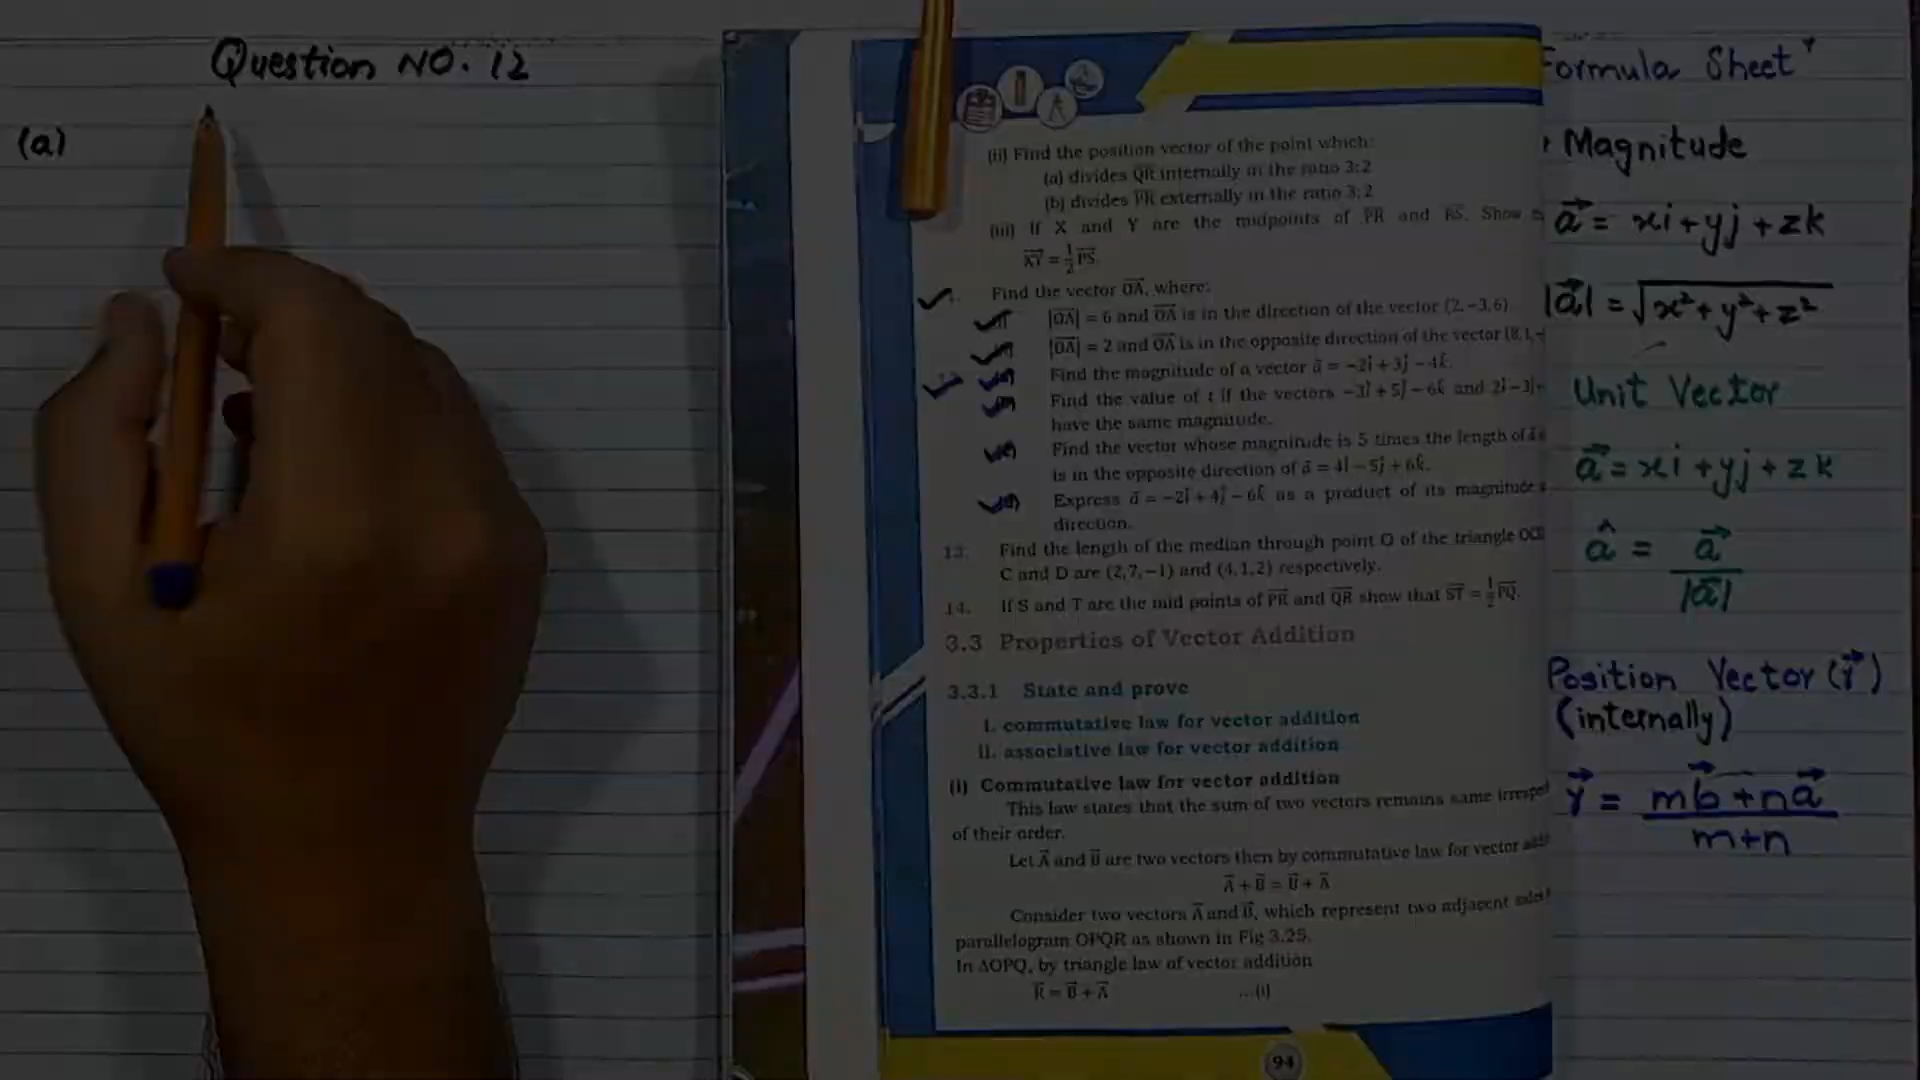 Question NO. 12
(a)
(ii) Find the position vector of the point which:
(a) divides QR internally in the ratio 3:2
(b) divides PR externally in the ratio 3:2
(iii) If X and Y are the midpoints of PR and RS. Show
XY = 1/2 PS.
Find the vector OA, where:
|OA| = 6 and OA is in the direction of the vector (2,−3,6)
|OA| = 2 and OA is in the opposite direction of the vector (8,1,−
Find the magnitude of a vector a = −2i + 3j − 4k.
Find the value of t if the vectors −3i + 5j − 6k and 2i − 3j −
have the same magnitude.
Find the vector whose magnitude is 5 times the length of
is in the opposite direction of a = 4i − 5j + 6k.
Express a = −2i + 4j − 6k as a product of its magnitude
direction.
13. Find the length of the median through point O of the triangle
C and D are (2,7,−1) and (4,1,2) respectively.
14. If S and T are the mid points of PR and QR show that ST = 1/2 PQ.
3.3 Properties of Vector Addition
3.3.1 State and prove
I. commutative law for vector addition
II. associative law for vector addition
(i) Commutative law for vector addition
This law states that the sum of two vectors remains same
of their order.
Let A and B are two vectors then by commutative law for vector
A + B = B + A
Consider two vectors A and B, which represent two adjacent
parallelogram OPQR as shown in Fig 3.25.
In ΔOPQ, by triangle law of vector addition
R = B + A ...(i)
94
Formula Sheet
Magnitude
a = xi + yj + zk
|a| = √x² + y² + z²
Unit Vector
a = xi + yj + zk
â = a / |a|
Position Vector (r)
(internally)
r = mb + na / m+n